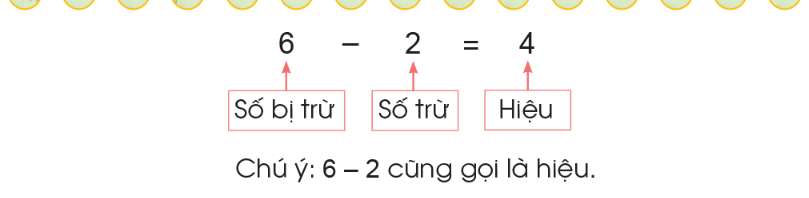 6 – 2 = 4
Số bị trừ Số trừ Hiệu
Chú ý: 6 – 2 cũng gọi là hiệu.